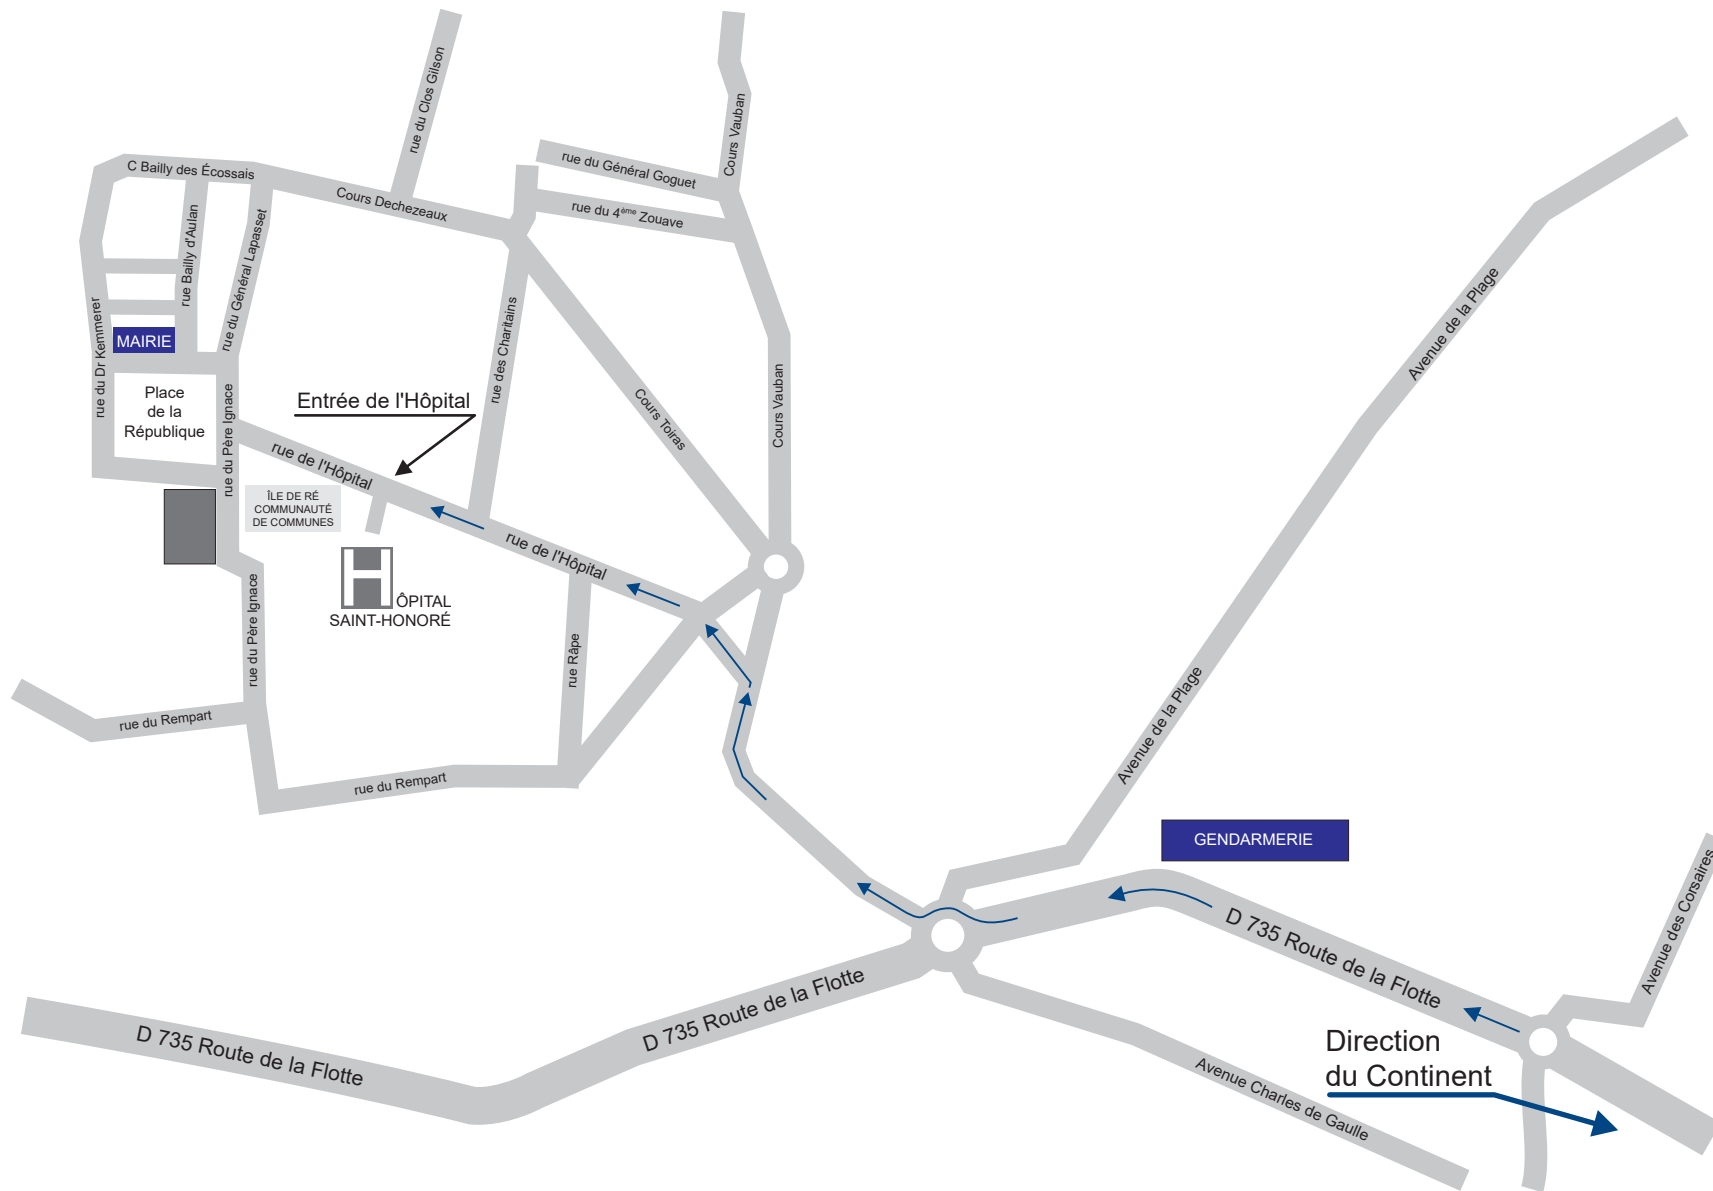 rue du Clos Gilson
Cours Vauban
rue du Général Goguet
C Bailly des Écossais
Cours Dechezeaux
rue du 4ème Zouave
rue Bailly d'Aulan
rue du Général Lapasset
rue du Dr Kemmerer
MAIRIE
Place
de la
République
rue du Père Ignace
Entrée de l'Hôpital
rue des Charitains
Cours Toiras
Cours Vauban
Avenue de la Plage
rue de l'Hôpital
ÎLE DE RÉ
COMMUNAUTÉ
DE COMMUNES
rue de l'Hôpital
HÔPITAL
SAINT-HONORÉ
rue du Père Ignace
rue Râpe
rue du Rempart
rue du Rempart
Avenue de la Plage
GENDARMERIE
Avenue des Corsaires
D 735 Route de la Flotte
D 735 Route de la Flotte
D 735 Route de la Flotte
Direction
du Continent
Avenue Charles de Gaulle